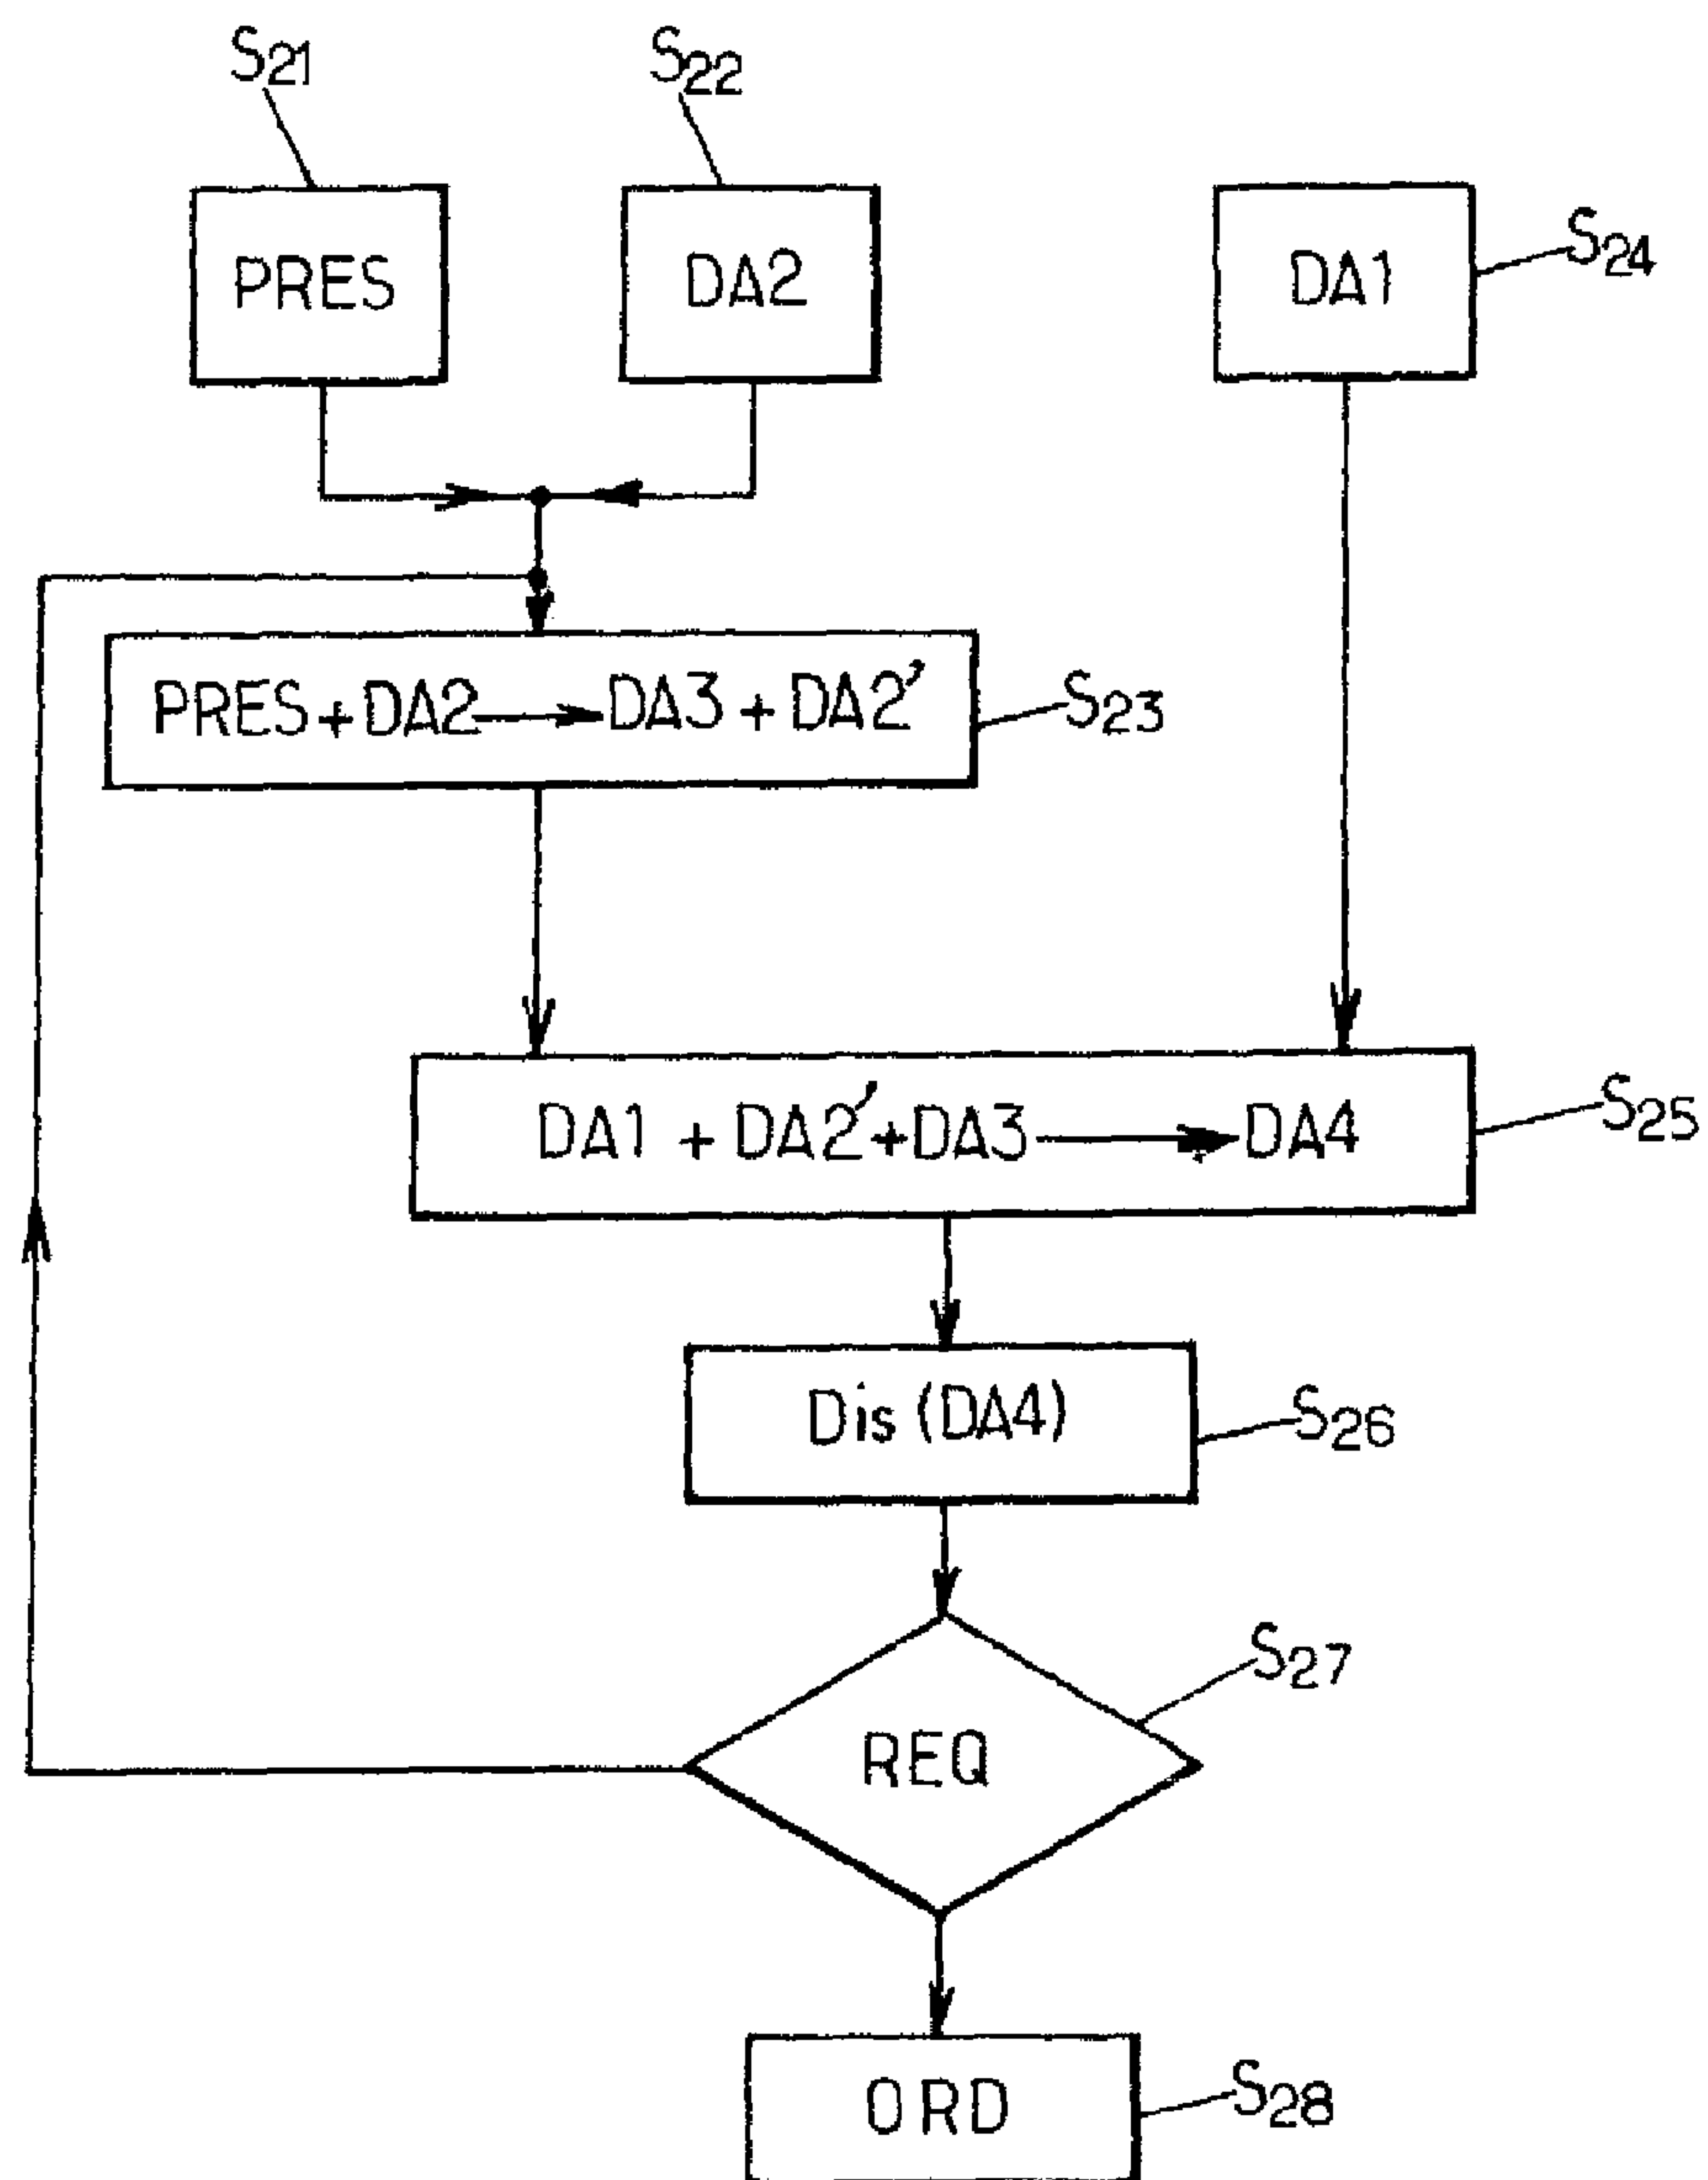 S21
S22
PRES
DA2
DA1
S24
PRES + DA2 → DA3 + DA2'
S23
DA1 + DA2' + DA3 → DA4
S25
Dis (DA4)
S26
S27
REQ
ORD
S28